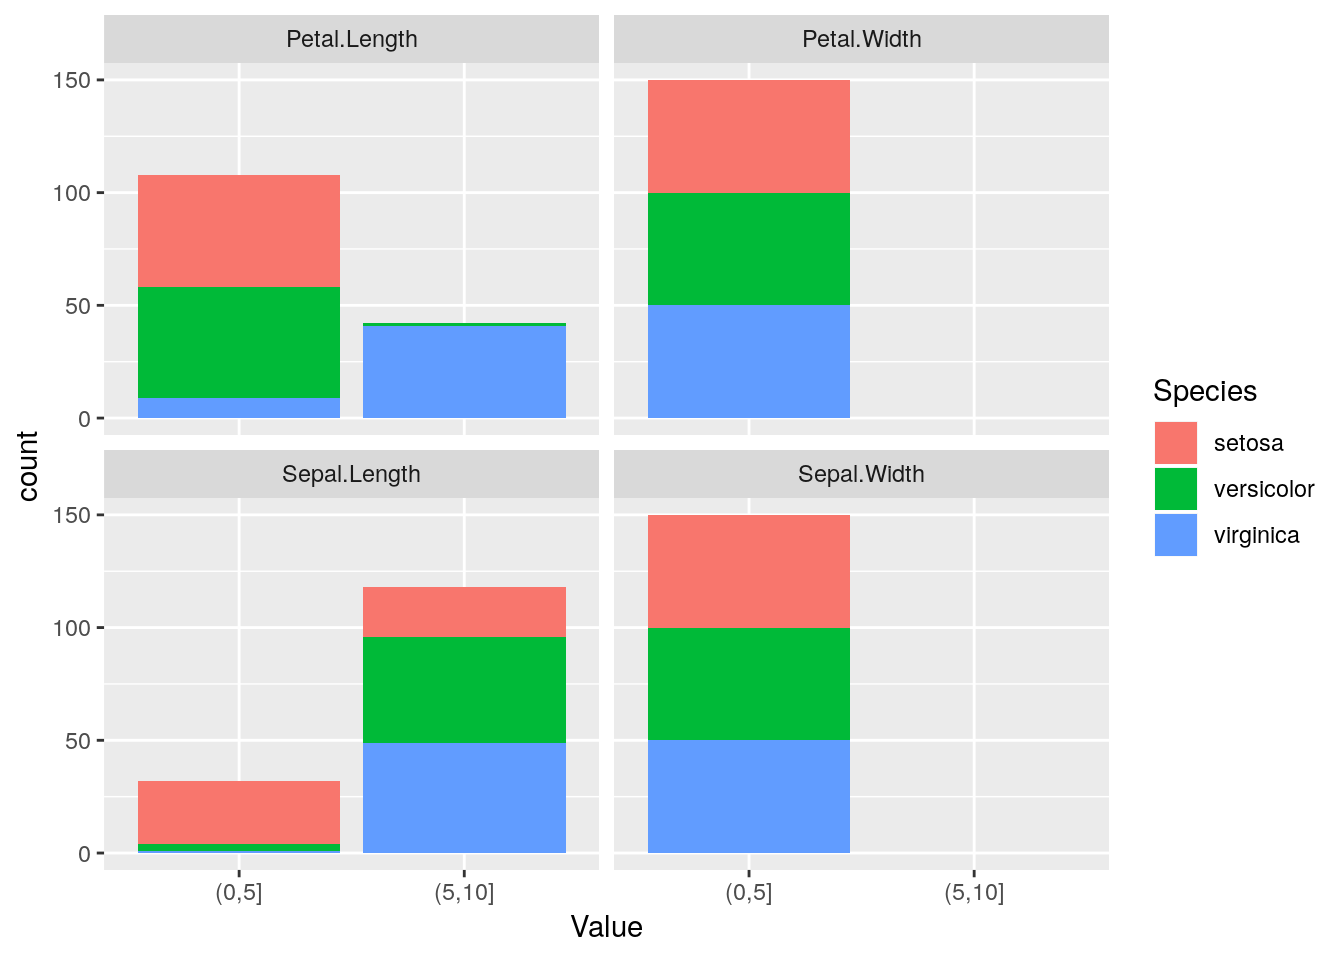 Petal.Length
Petal.Width
150
100
50
0
Sepal.Length
Sepal.Width
150
100
50
0
(0,5]
(5,10]
(0,5]
(5,10]
Value
count
Species
setosa
versicolor
virginica